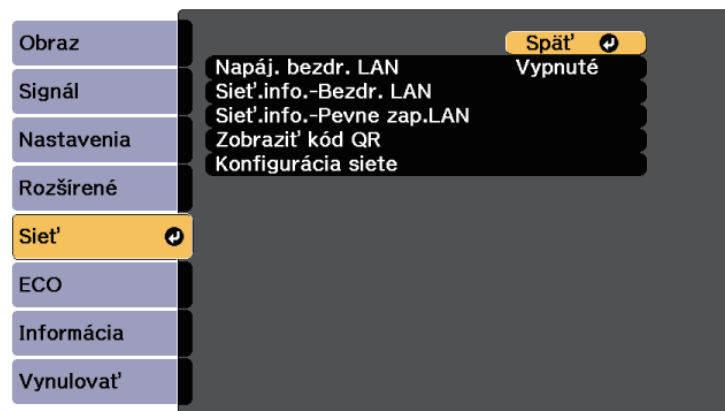 Obraz
Signál
Nastavenia
Rozšírené
Sieť
ECO
Informácia
Vynulovať
Späť
Napáj. bezdr. LAN Vypnuté
Sieť.info.-Bezdr. LAN
Sieť.info.-Pevne zap.LAN
Zobraziť kód QR
Konfigurácia siete